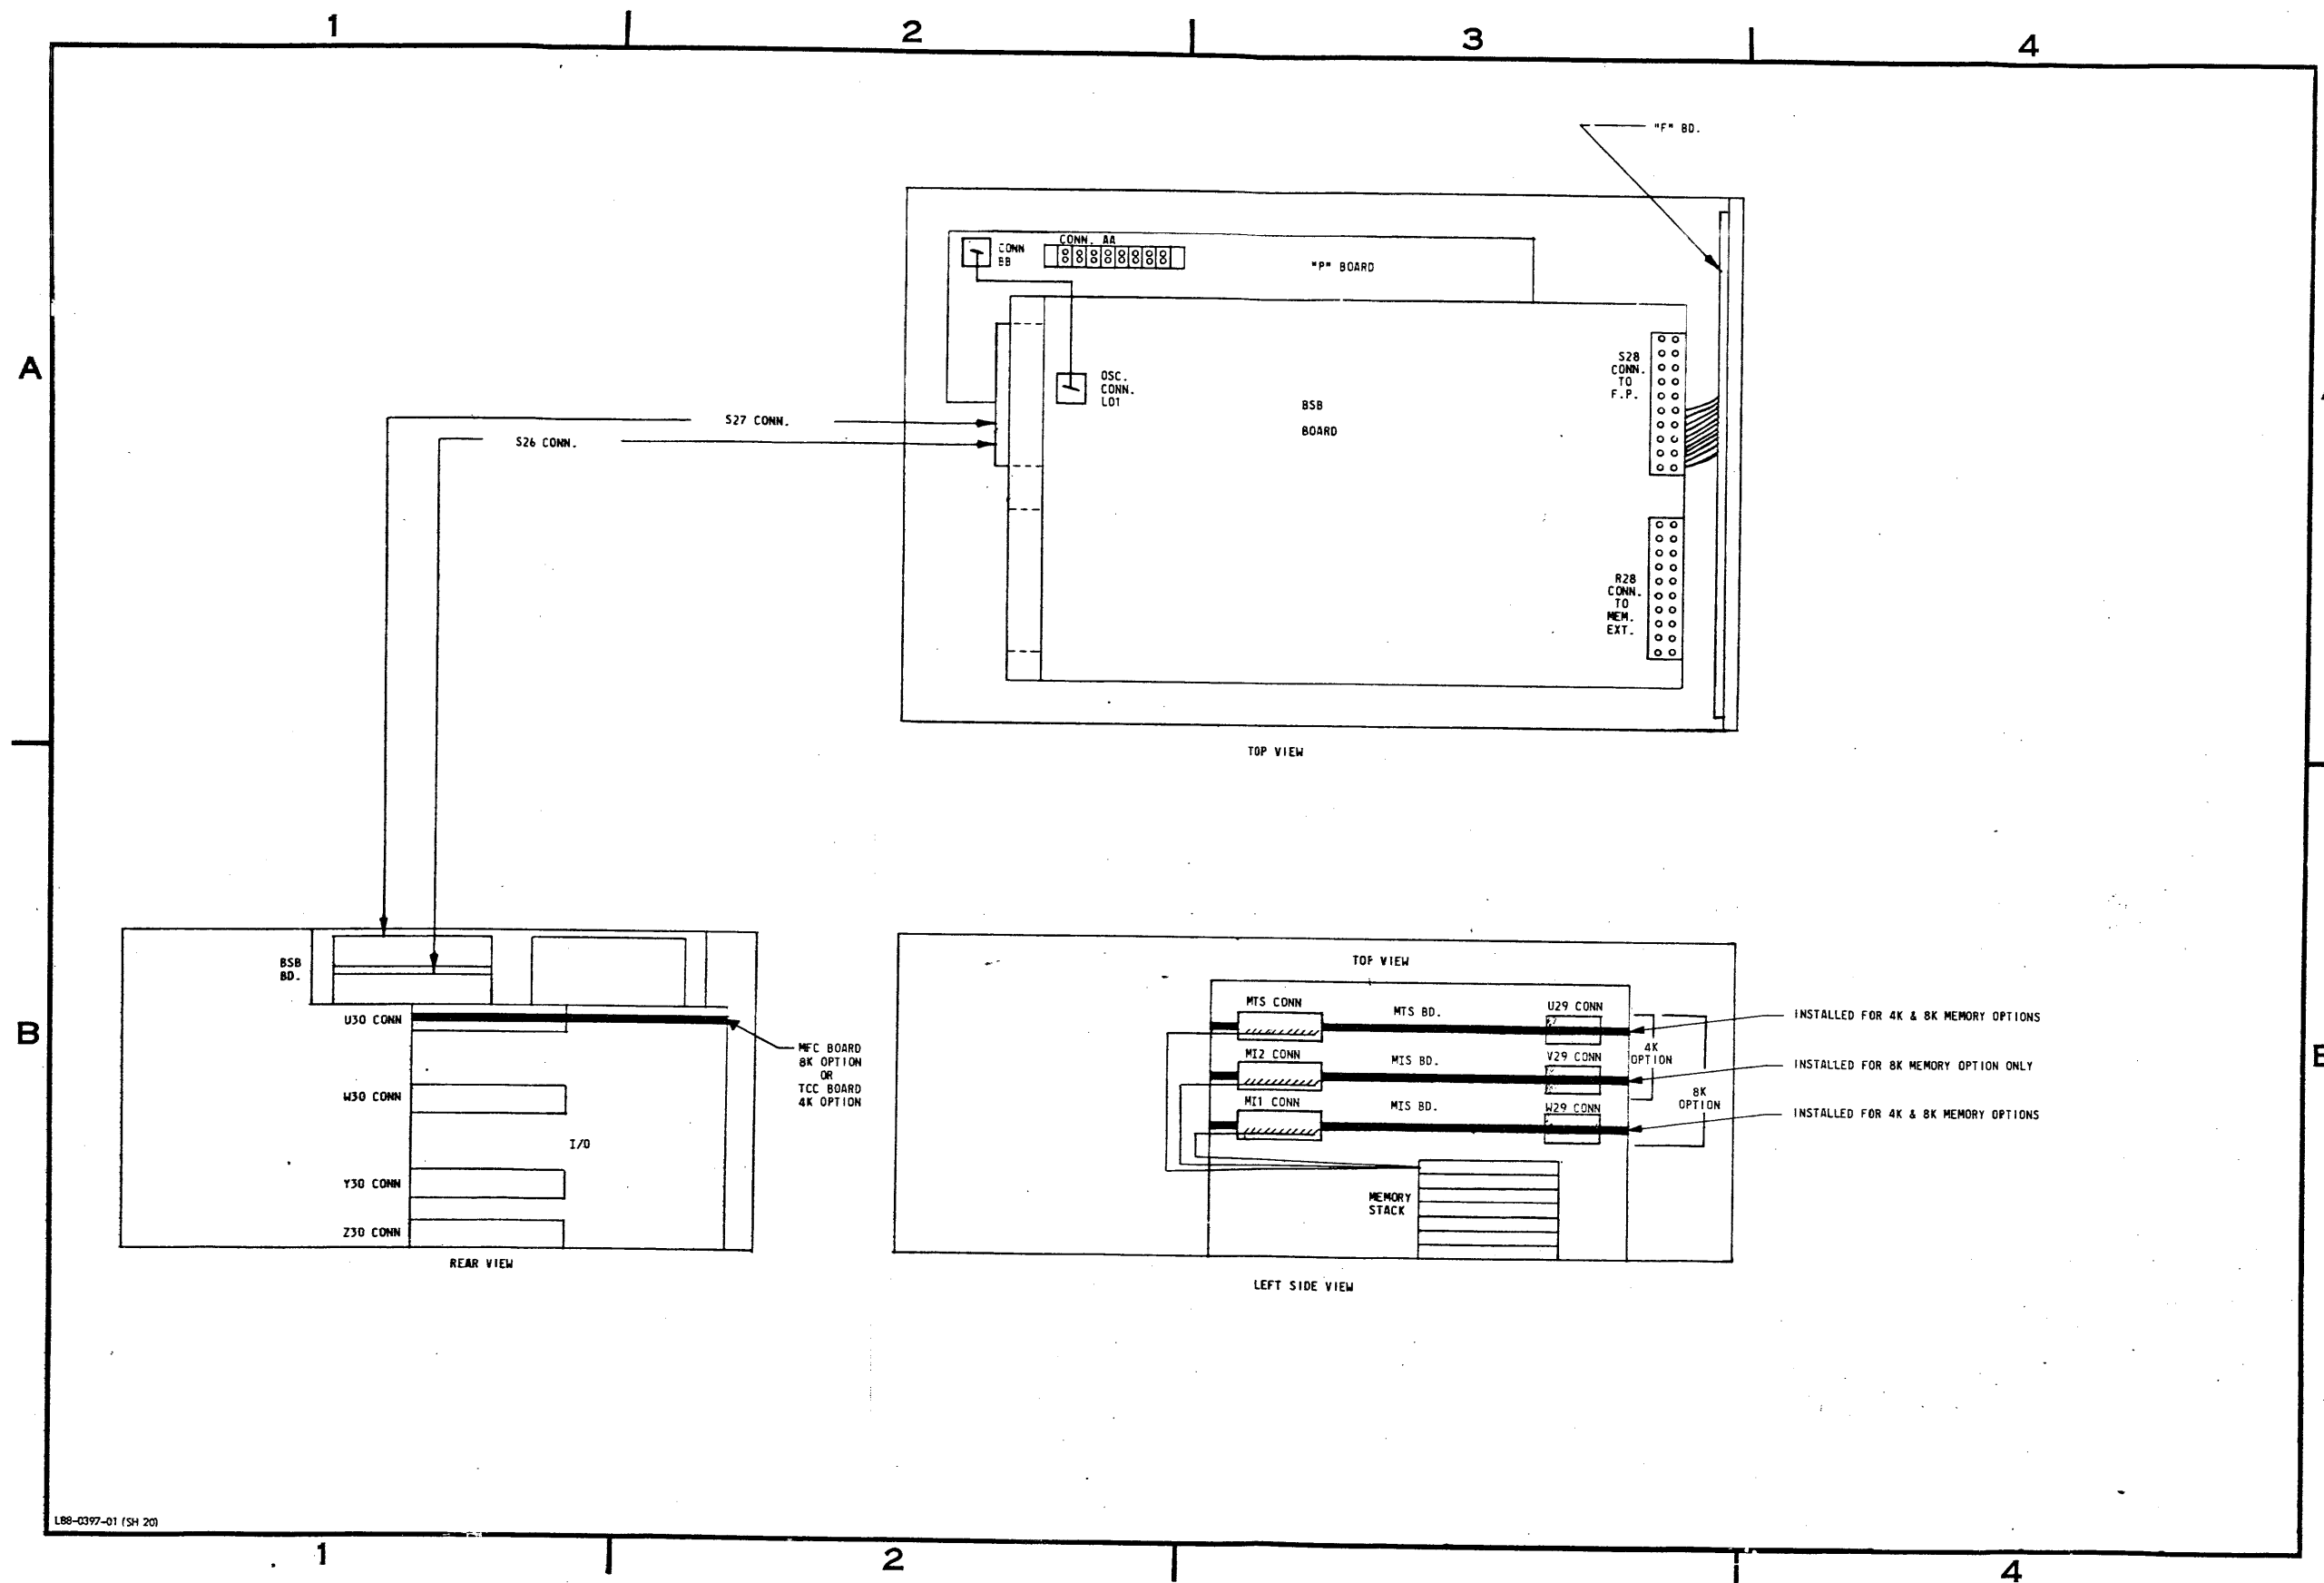 1
2
3
4
"F" BD.
CONN
BB
CONN. AA
"P" BOARD
A
S28
CONN.
TO
F.P.
OSC.
CONN.
L01
BSB
BOARD
S27 CONN.
S26 CONN.
R28
CONN.
TO
MEM.
EXT.
TOP VIEW
B
BSB
BD.
U30 CONN
MFC BOARD
8K OPTION
OR
TCC BOARD
4K OPTION
W30 CONN
I/O
Y30 CONN
Z30 CONN
REAR VIEW
TOP VIEW
MTS CONN
MTS BD.
U29 CONN
INSTALLED FOR 4K & 8K MEMORY OPTIONS
4K
OPTION
MI2 CONN
MIS BD.
V29 CONN
INSTALLED FOR 8K MEMORY OPTION ONLY
8K
OPTION
MI1 CONN
MIS BD.
W29 CONN
INSTALLED FOR 4K & 8K MEMORY OPTIONS
MEMORY
STACK
LEFT SIDE VIEW
L88-0397-01 (SH 20)
1
2
4